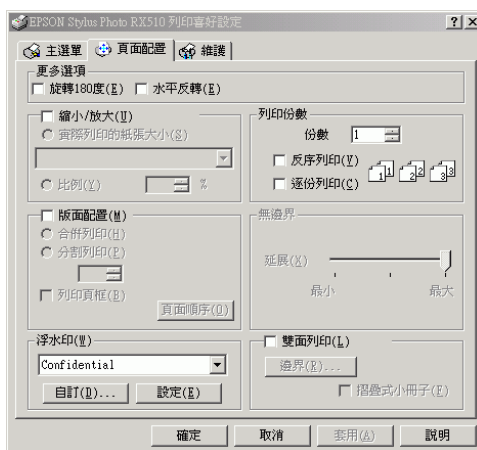 EPSON Stylus Photo RX510 列印喜好設定
主選單 頁面配置 維護
更多選項
旋轉180度(E) 水平反轉(E)
縮小/放大(U)
實際列印的紙張大小(S)
比例(Y) %
列印份數
份數 1
反序列印(V)
逐份列印(C)
1 1 2 2 3 3
版面配置(M)
合併列印(H)
分割列印(P)
列印頁框(B)
頁面順序(O)
無邊界
延展(X)
最小 最大
浮水印(W)
Confidential
自訂(D)... 設定(E)
雙面列印(L)
邊界(R)...
摺疊式小冊子(F)
確定 取消 套用(A) 說明